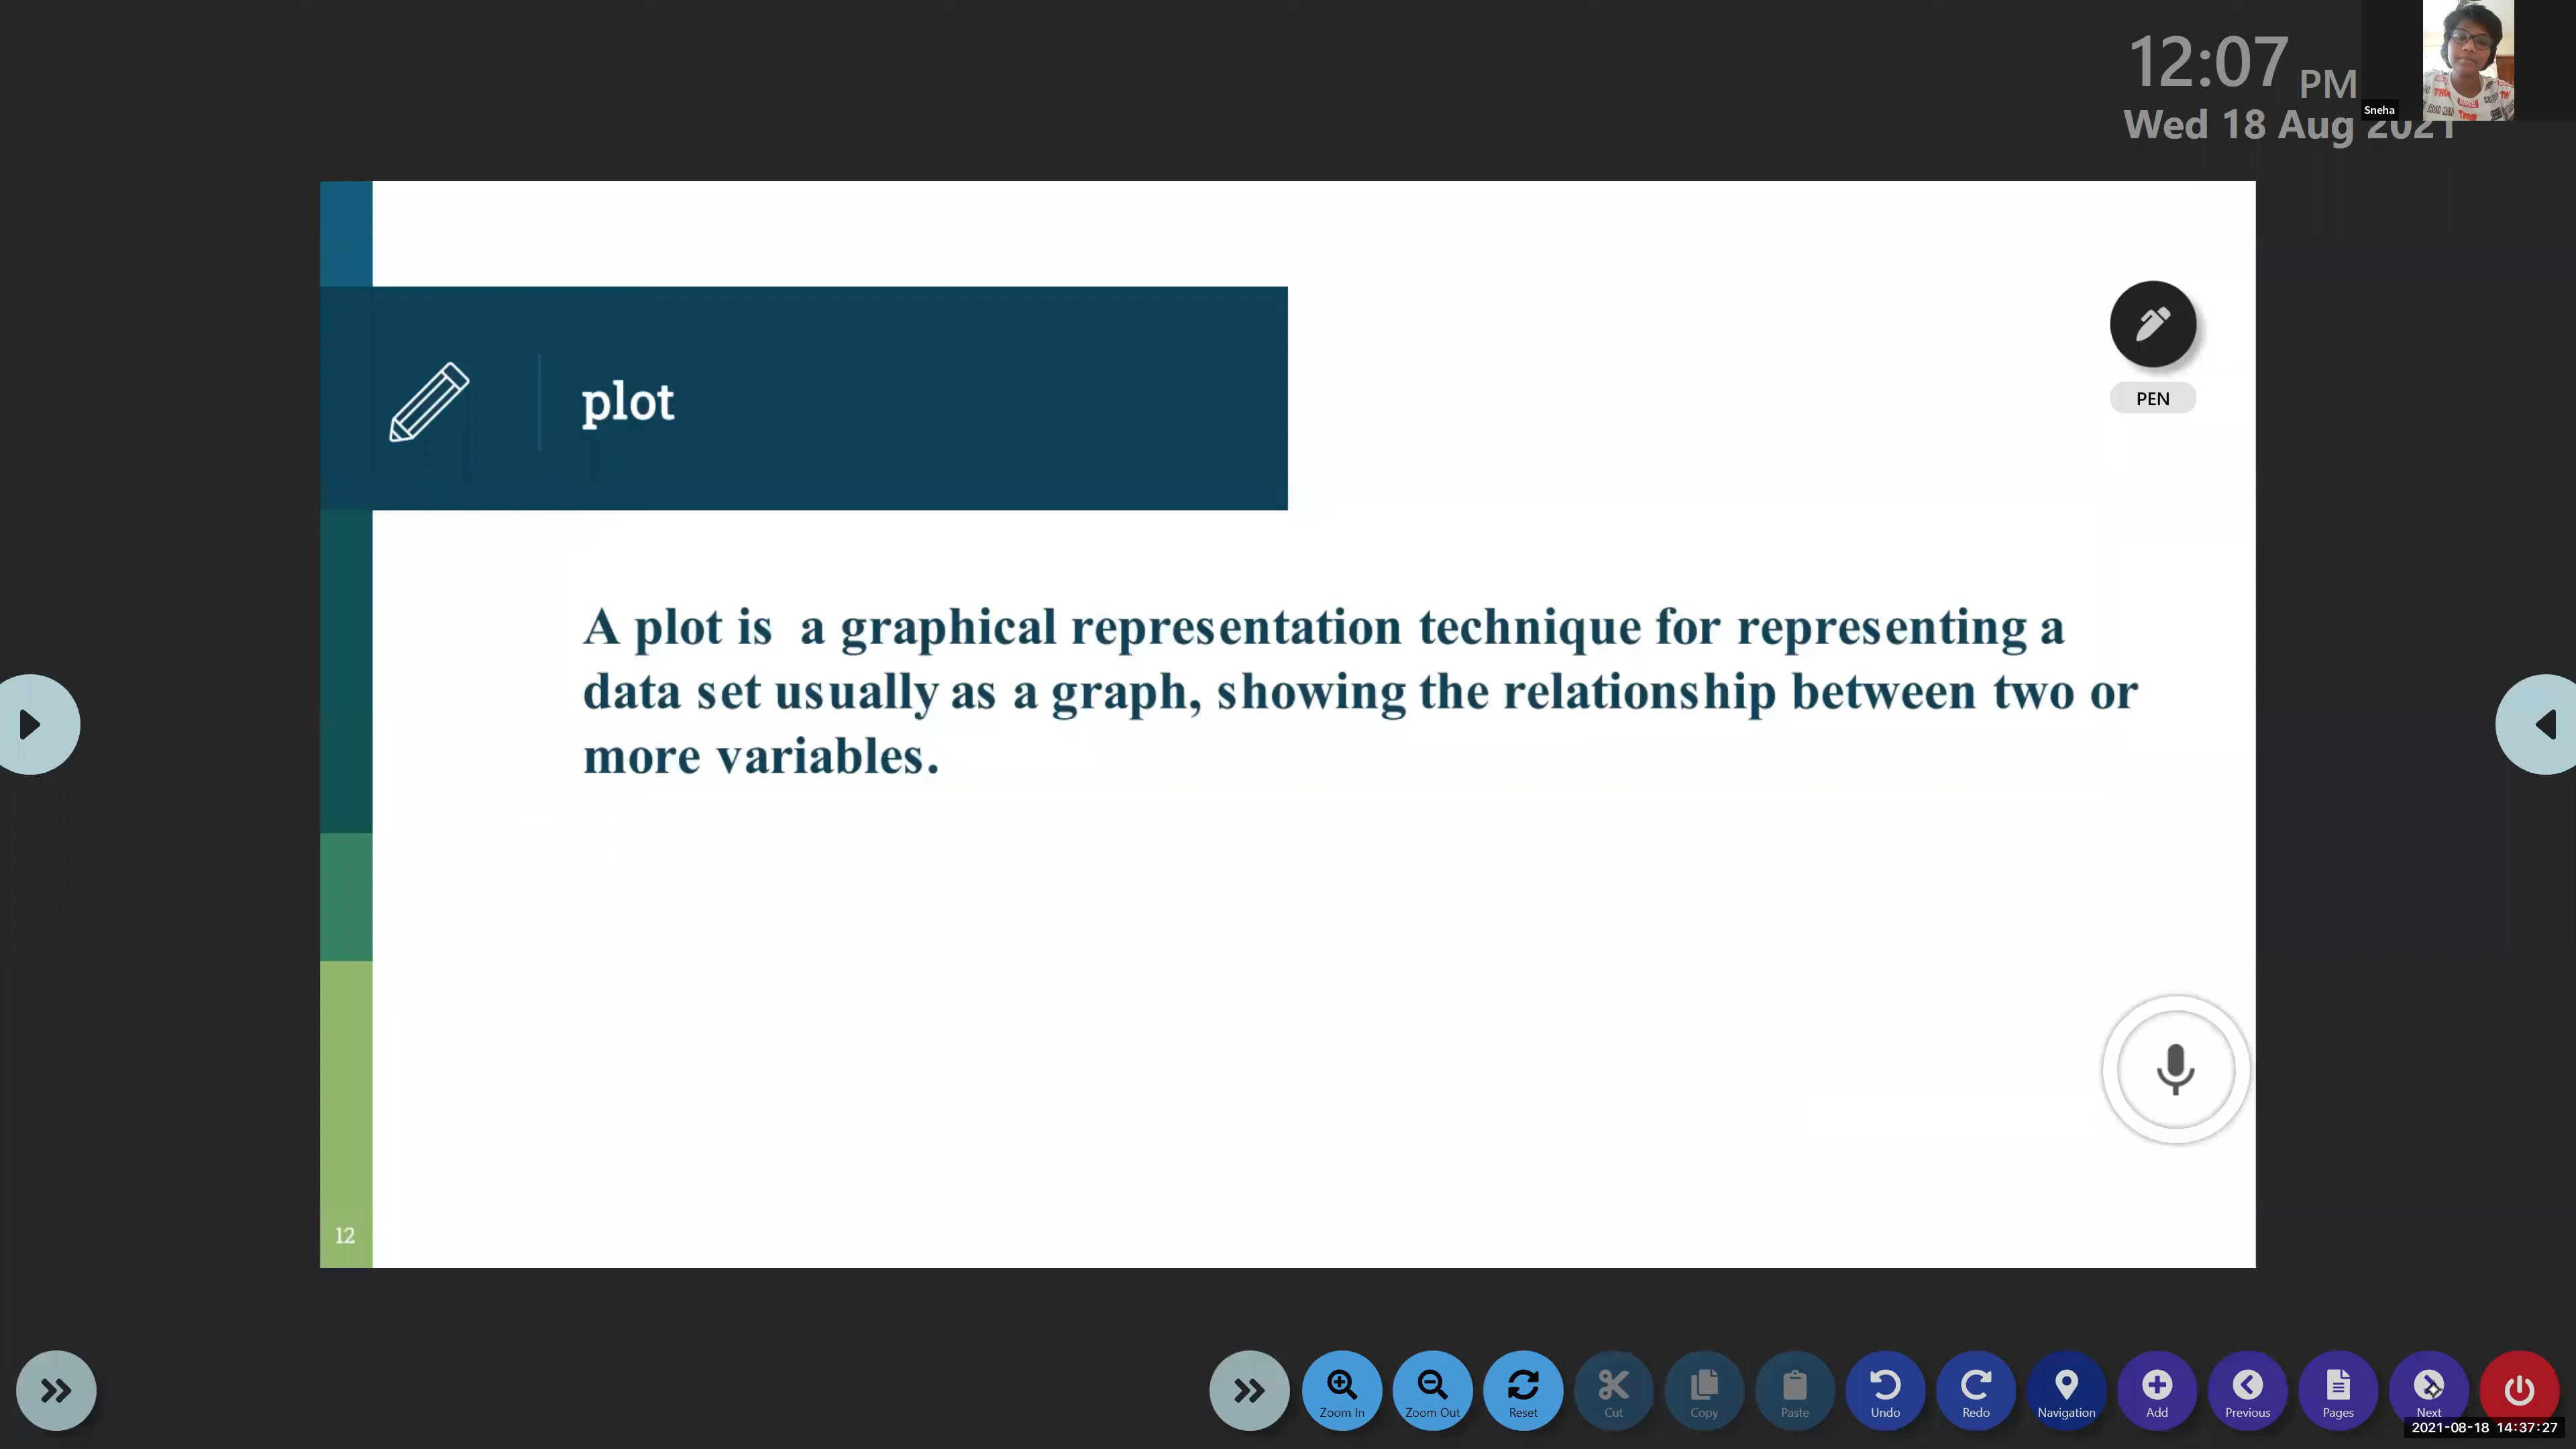 12:07 PM
Sneha
Wed 18 Aug 2021
plot
PEN
A plot is a graphical representation technique for representing a
data set usually as a graph, showing the relationship between two or
more variables.
12
Zoom In
Zoom Out
Reset
Cut
Copy
Paste
Undo
Redo
Navigation
Add
Previous
Pages
Next
2021-08-18 14:37:27